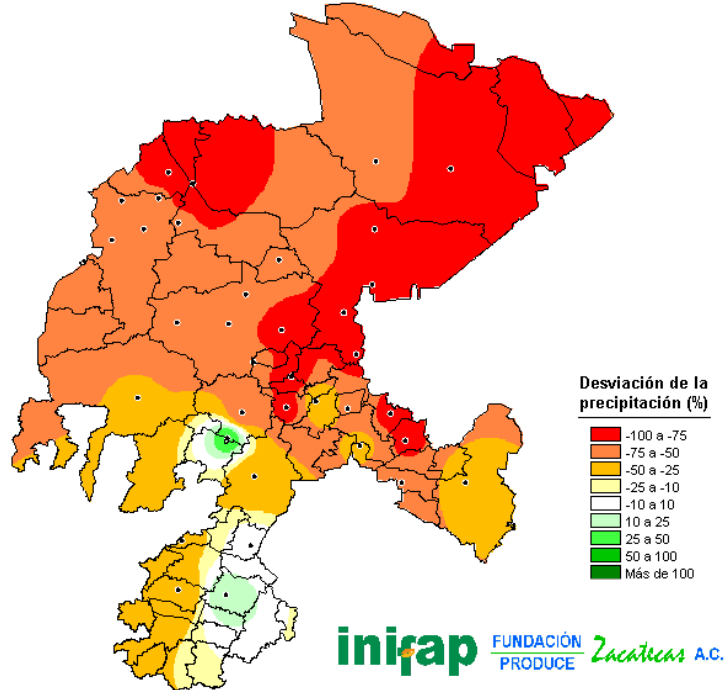 Desviación de la
precipitación (%)
-100 a -75
-75 a -50
-50 a -25
-25 a -10
-10 a 10
10 a 25
25 a 50
50 a 100
Más de 100
inifap
FUNDACIÓN
PRODUCE
Zacatecas A.C.